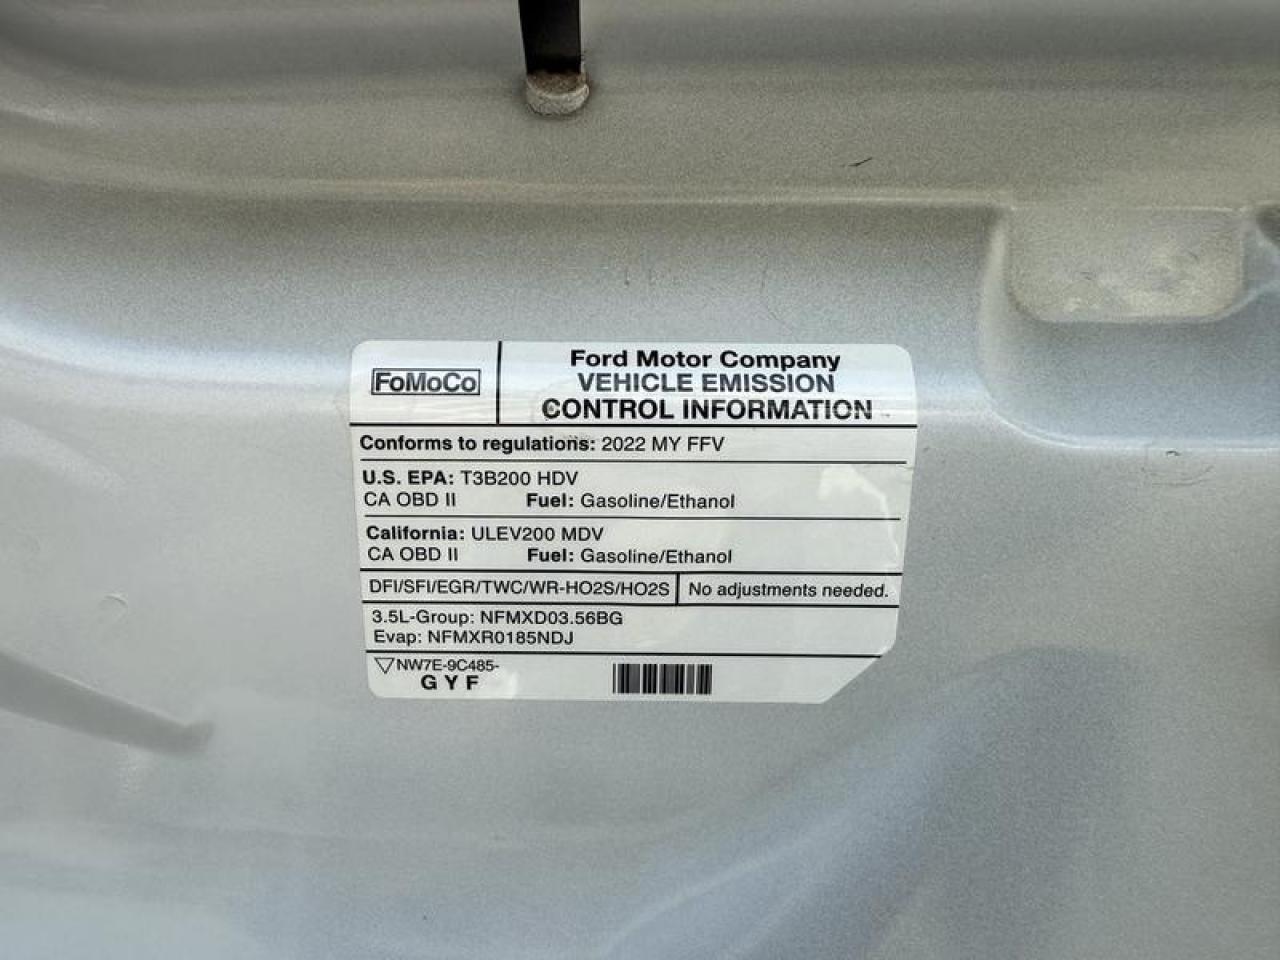 FoMoCo
Ford Motor Company
VEHICLE EMISSION
CONTROL INFORMATION
Conforms to regulations: 2022 MY FFV
U.S. EPA: T3B200 HDV
CA OBD II Fuel: Gasoline/Ethanol
California: ULEV200 MDV
CA OBD II Fuel: Gasoline/Ethanol
DFI/SFI/EGR/TWC/WR-HO2S/HO2S No adjustments needed.
3.5L-Group: NFMXD03.56BG
Evap: NFMXR0185NDJ
NW7E-9C485-
G Y F